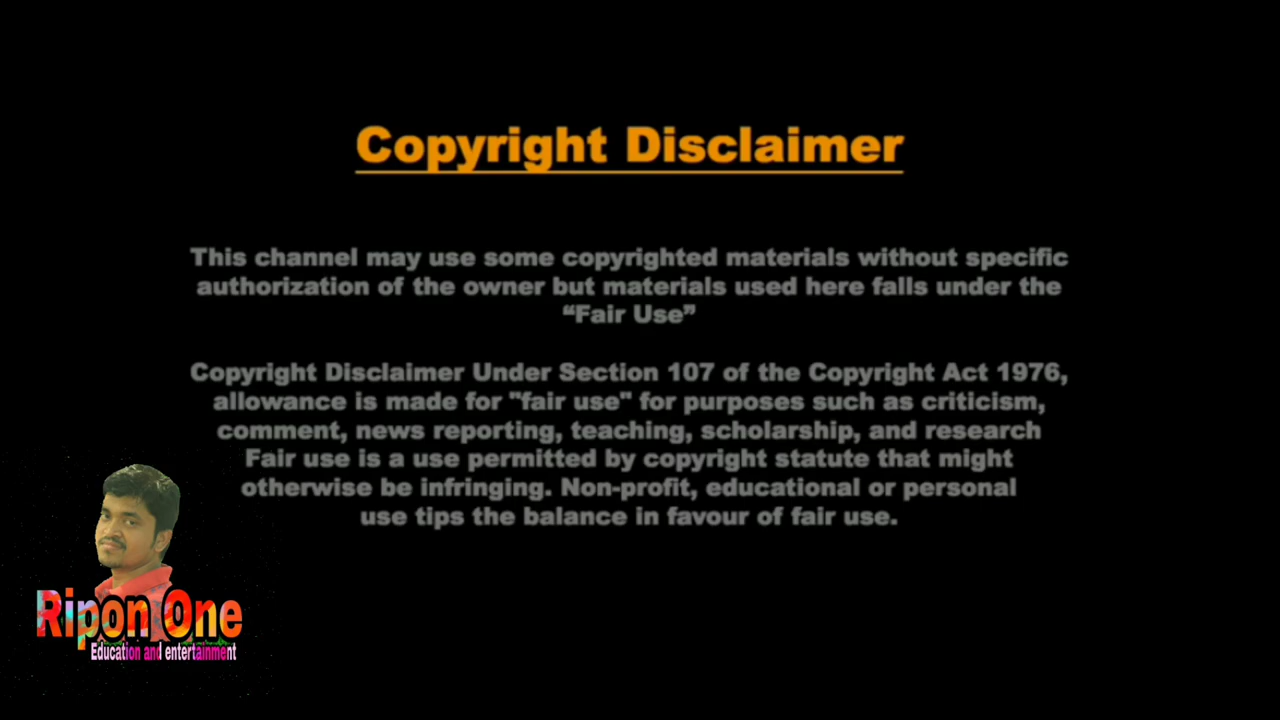 Copyright Disclaimer
This channel may use some copyrighted materials without specific
authorization of the owner but materials used here falls under the
“Fair Use”
Copyright Disclaimer Under Section 107 of the Copyright Act 1976,
allowance is made for "fair use" for purposes such as criticism,
comment, news reporting, teaching, scholarship, and research
Fair use is a use permitted by copyright statute that might
otherwise be infringing. Non-profit, educational or personal
use tips the balance in favour of fair use.
Ripon One
Education and entertainment